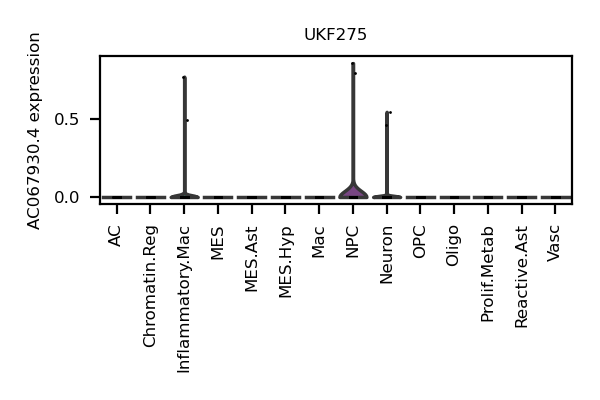 UKF275
AC067930.4 expression
0.5
0.0
AC
Chromatin.Reg
Inflammatory.Mac
MES
MES.Ast
MES.Hyp
Mac
NPC
Neuron
OPC
Oligo
Prolif.Metab
Reactive.Ast
Vasc